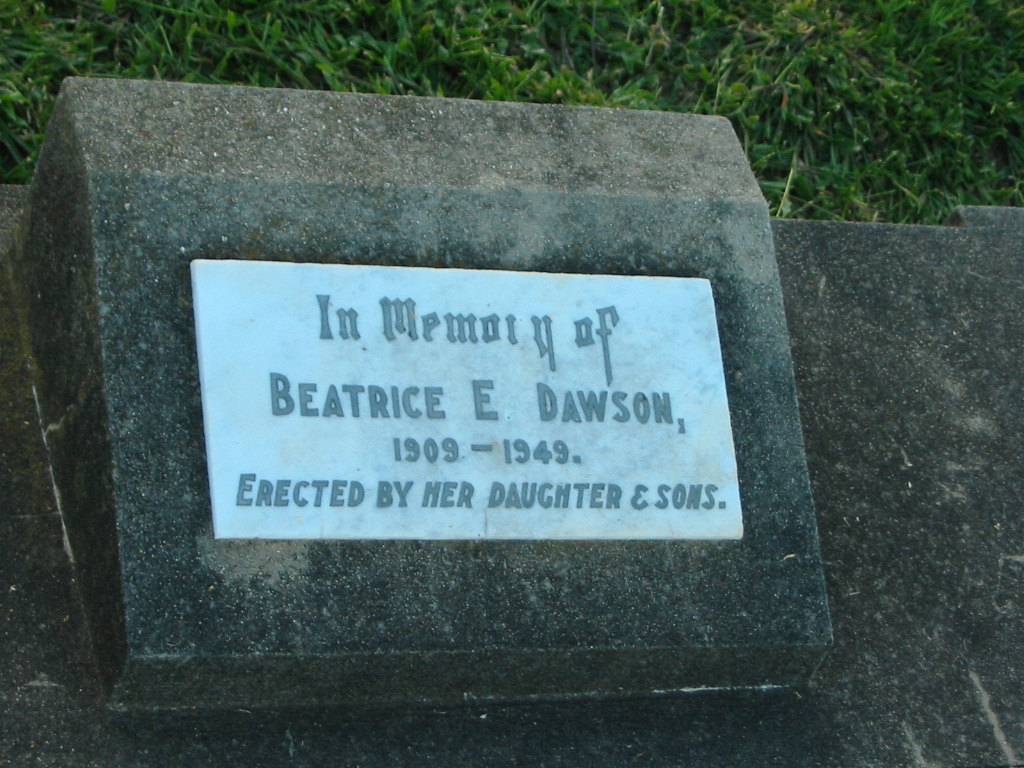 In Memory of
BEATRICE E DAWSON,
1909 - 1949.
ERECTED BY HER DAUGHTER & SONS.